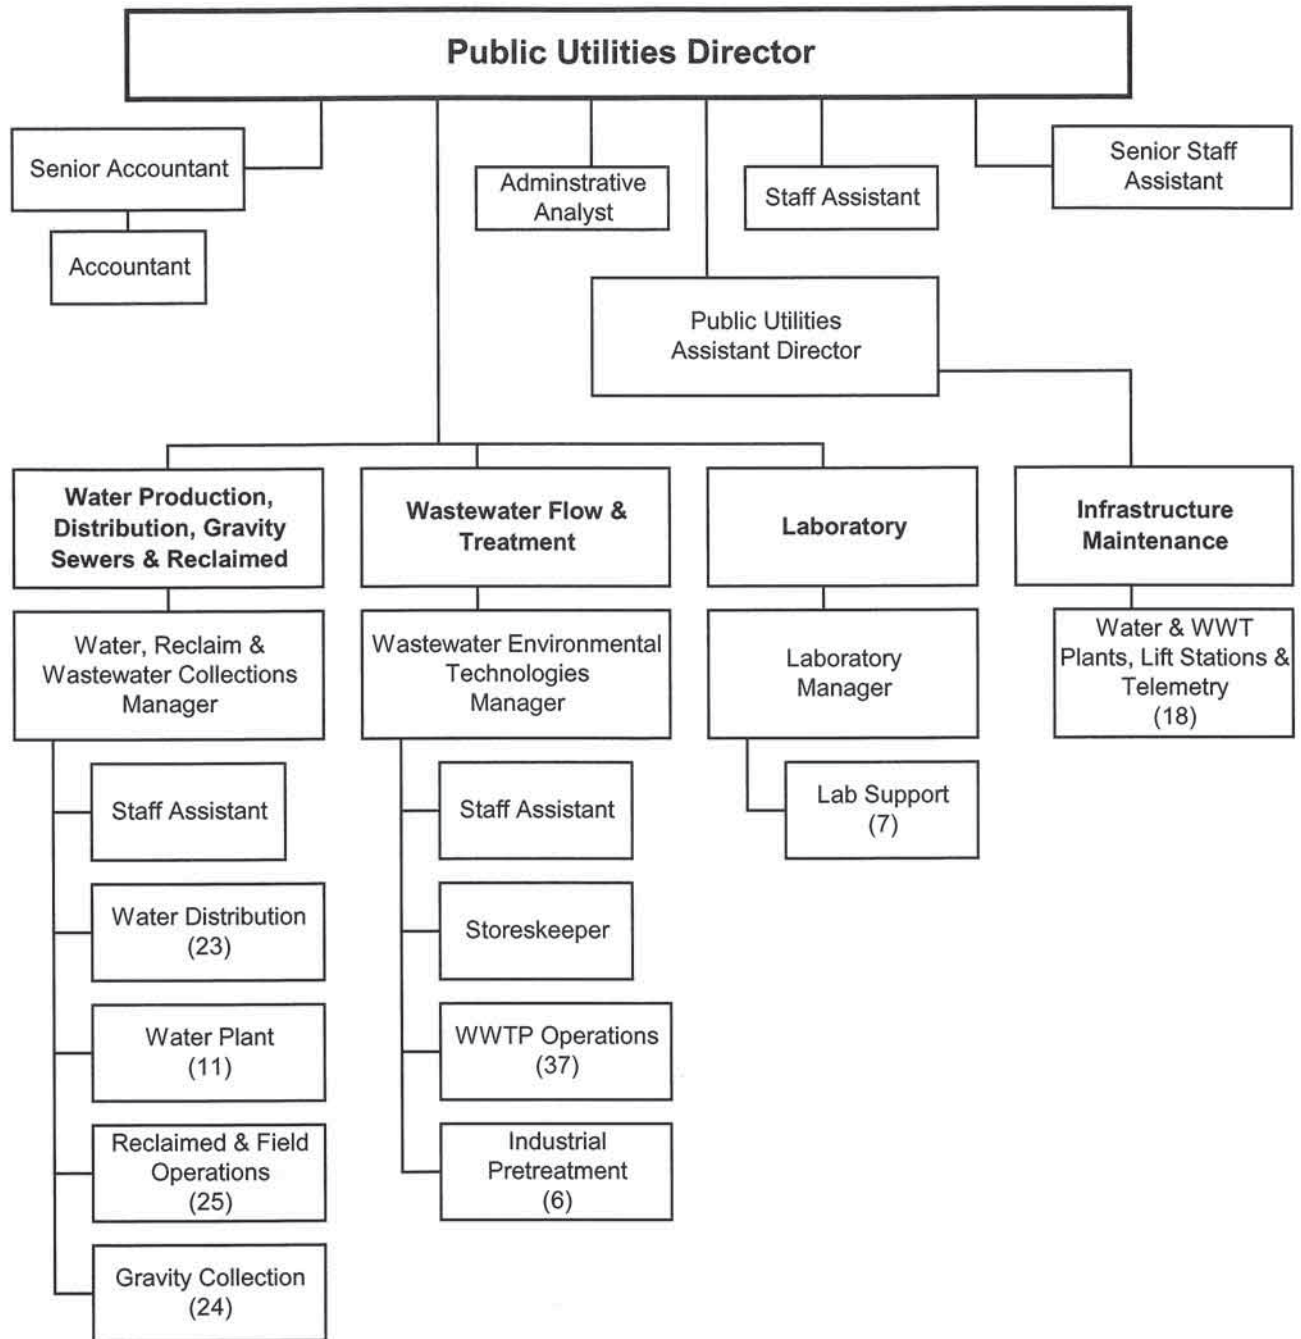 Public Utilities Director
Senior Accountant
Accountant
Adminstrative
Analyst
Staff Assistant
Senior Staff
Assistant
Public Utilities
Assistant Director
Water Production,
Distribution, Gravity
Sewers & Reclaimed
Water, Reclaim &
Wastewater Collections
Manager
Staff Assistant
Water Distribution
(23)
Water Plant
(11)
Reclaimed & Field
Operations
(25)
Gravity Collection
(24)
Wastewater Flow &
Treatment
Wastewater Environmental
Technologies
Manager
Staff Assistant
Storeskeeper
WWTP Operations
(37)
Industrial
Pretreatment
(6)
Laboratory
Laboratory
Manager
Lab Support
(7)
Infrastructure
Maintenance
Water & WWT
Plants, Lift Stations &
Telemetry
(18)